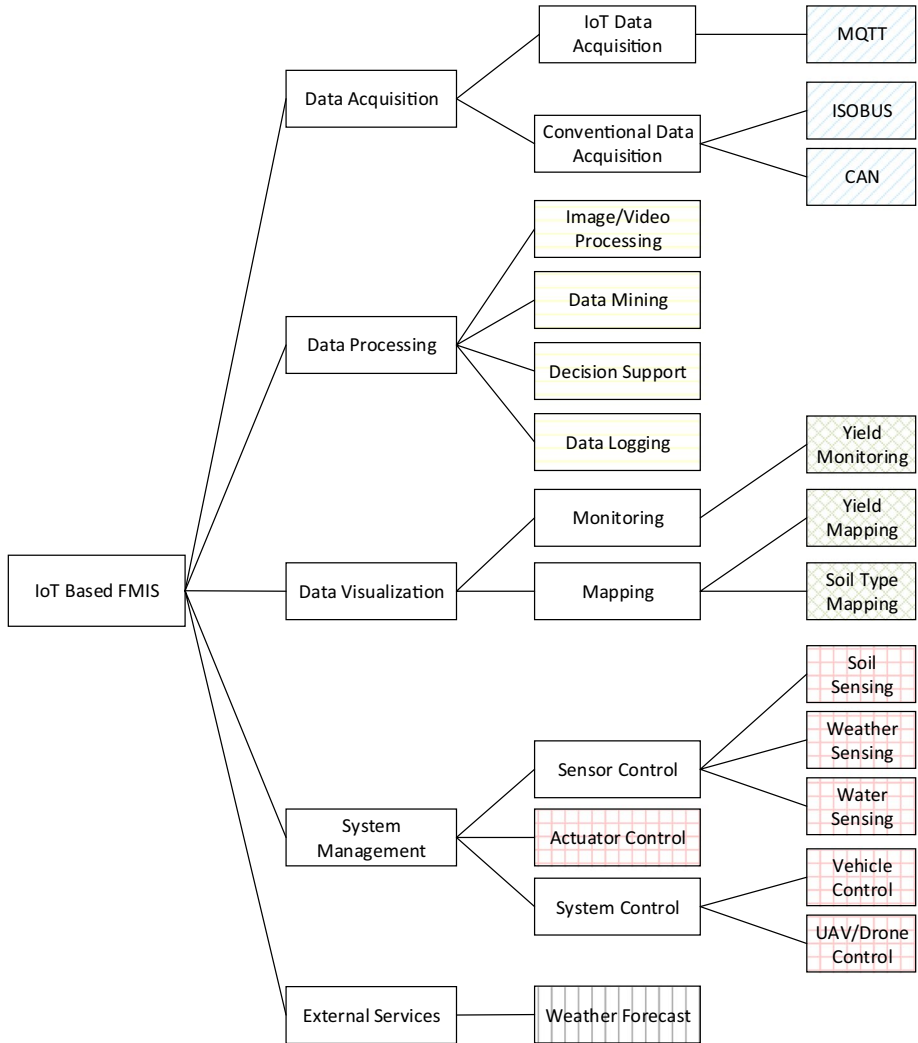 IoT Data
Acquisition
MQTT
Data Acquisition
ISOBUS
Conventional Data
Acquisition
CAN
Image/Video
Processing
Data Mining
Data Processing
Decision Support
Data Logging
Yield
Monitoring
Monitoring
Yield
Mapping
IoT Based FMIS
Data Visualization
Mapping
Soil Type
Mapping
Soil
Sensing
Weather
Sensing
Sensor Control
Water
Sensing
System
Management
Actuator Control
Vehicle
Control
System Control
UAV/Drone
Control
External Services
Weather Forecast